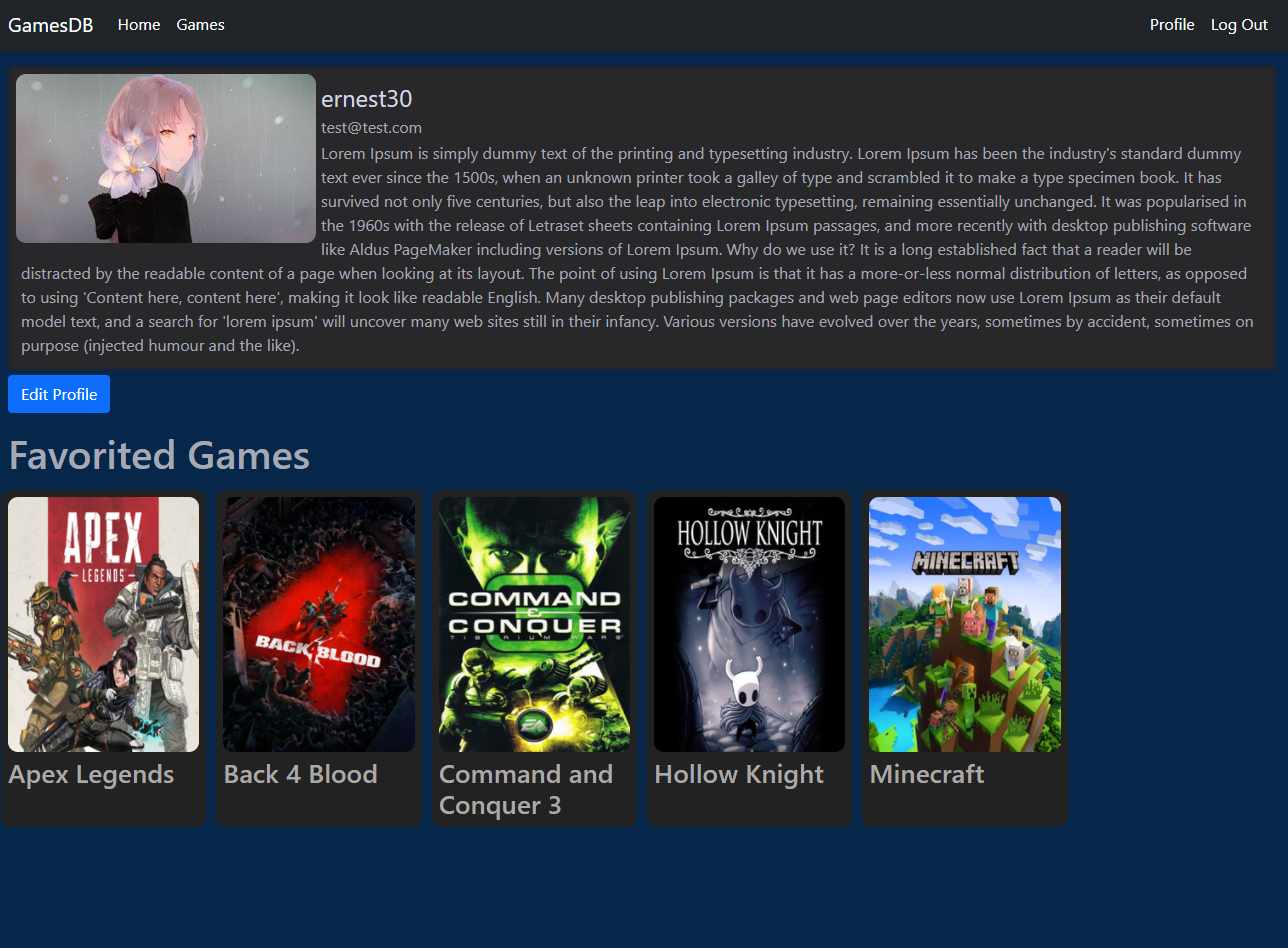 GamesDB Home Games Profile Log Out
ernest30
test@test.com
Lorem Ipsum is simply dummy text of the printing and typesetting industry. Lorem Ipsum has been the industry's standard dummy
text ever since the 1500s, when an unknown printer took a galley of type and scrambled it to make a type specimen book. It has
survived not only five centuries, but also the leap into electronic typesetting, remaining essentially unchanged. It was popularised in
the 1960s with the release of Letraset sheets containing Lorem Ipsum passages, and more recently with desktop publishing software
like Aldus PageMaker including versions of Lorem Ipsum. Why do we use it? It is a long established fact that a reader will be
distracted by the readable content of a page when looking at its layout. The point of using Lorem Ipsum is that it has a more-or-less normal distribution of letters, as opposed
to using 'Content here, content here', making it look like readable English. Many desktop publishing packages and web page editors now use Lorem Ipsum as their default
model text, and a search for 'lorem ipsum' will uncover many web sites still in their infancy. Various versions have evolved over the years, sometimes by accident, sometimes on
purpose (injected humour and the like).
Edit Profile
Favorited Games
APEX
LEGENDS
Apex Legends
4
BACK BLOOD
Back 4 Blood
3
COMMAND
&
CONQUER
TIBERIUM WARS
EA
Command and
Conquer 3
HOLLOW KNIGHT
Hollow Knight
MINECRAFT
Minecraft